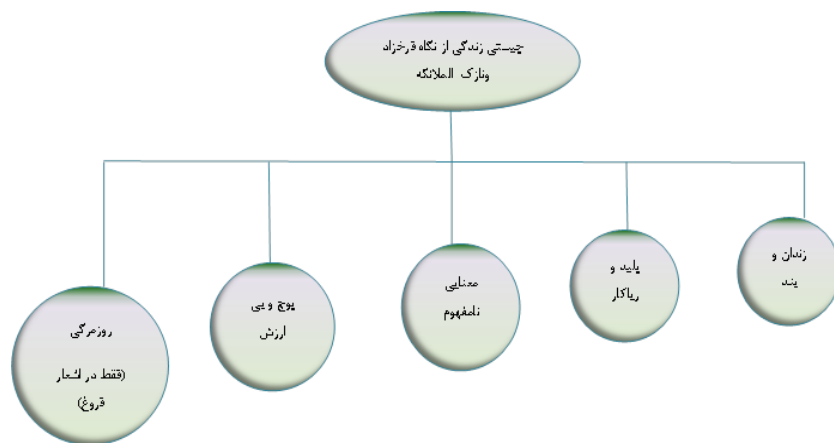 چیستی زندگی از نگاه فرخزاد
ونازک الملائکه
زندان و
بند
پلید و
ریاکار
معنایی
نامفهوم
پوچ و بی
ارزش
روزمرگی
(فقط در اشعار
فروغ)